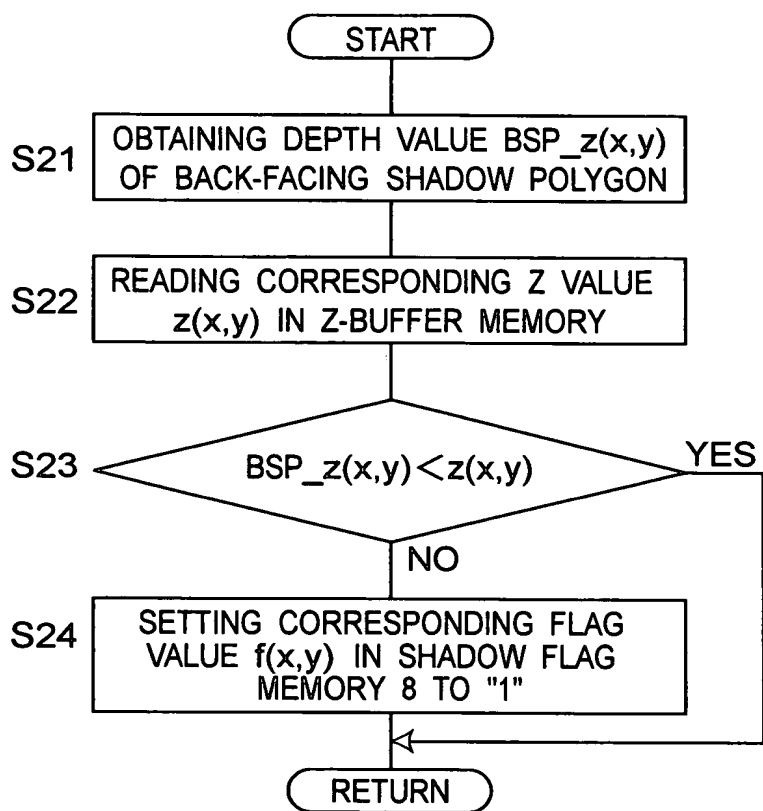 START
S21
OBTAINING DEPTH VALUE BSP_z(x,y)
OF BACK-FACING SHADOW POLYGON
S22
READING CORRESPONDING Z VALUE
z(x,y) IN Z-BUFFER MEMORY
S23
BSP_z(x,y)<z(x,y)
YES
NO
S24
SETTING CORRESPONDING FLAG
VALUE f(x,y) IN SHADOW FLAG
MEMORY 8 TO "1"
RETURN